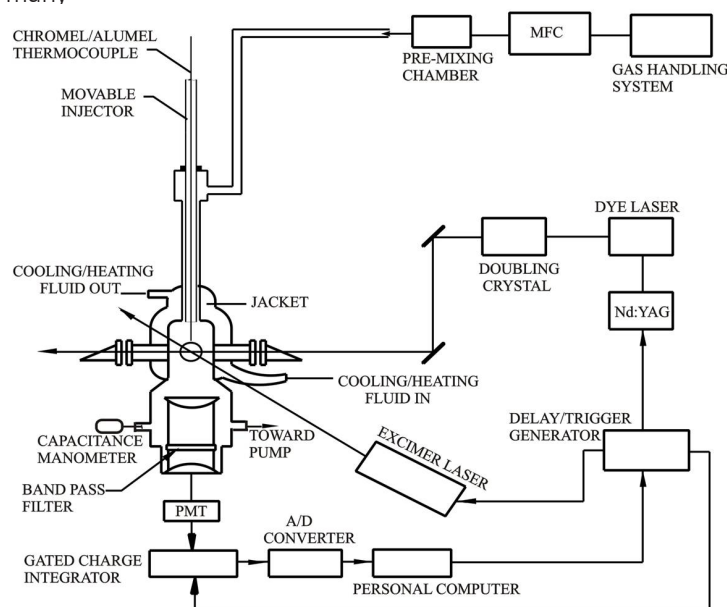 CHROMEL/ALUMEL
THERMOCOUPLE
MOVABLE
INJECTOR
PRE-MIXING
CHAMBER
MFC
GAS HANDLING
SYSTEM
DYE LASER
DOUBLING
CRYSTAL
COOLING/HEATING
FLUID OUT
JACKET
Nd:YAG
COOLING/HEATING
FLUID IN
DELAY/TRIGGER
GENERATOR
CAPACITANCE
MANOMETER
TOWARD
PUMP
EXCIMER LASER
BAND PASS
FILTER
PMT
A/D
CONVERTER
GATED CHARGE
INTEGRATOR
PERSONAL COMPUTER